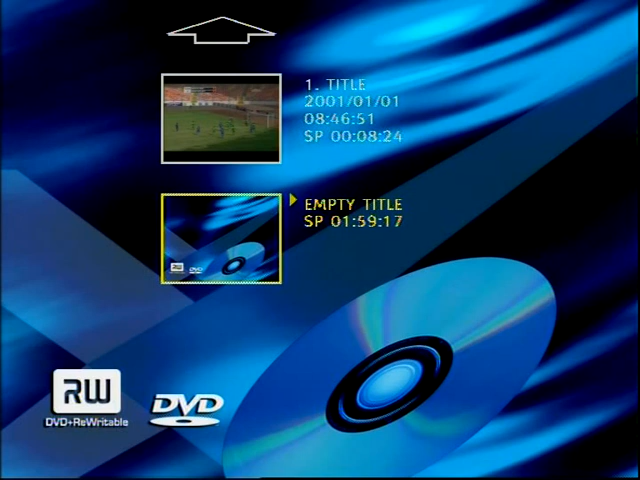 1. TITLE
2001/01/01
08:46:51
SP 00:08:24
EMPTY TITLE
SP 01:59:17
RW
DVD+ReWritable
DVD